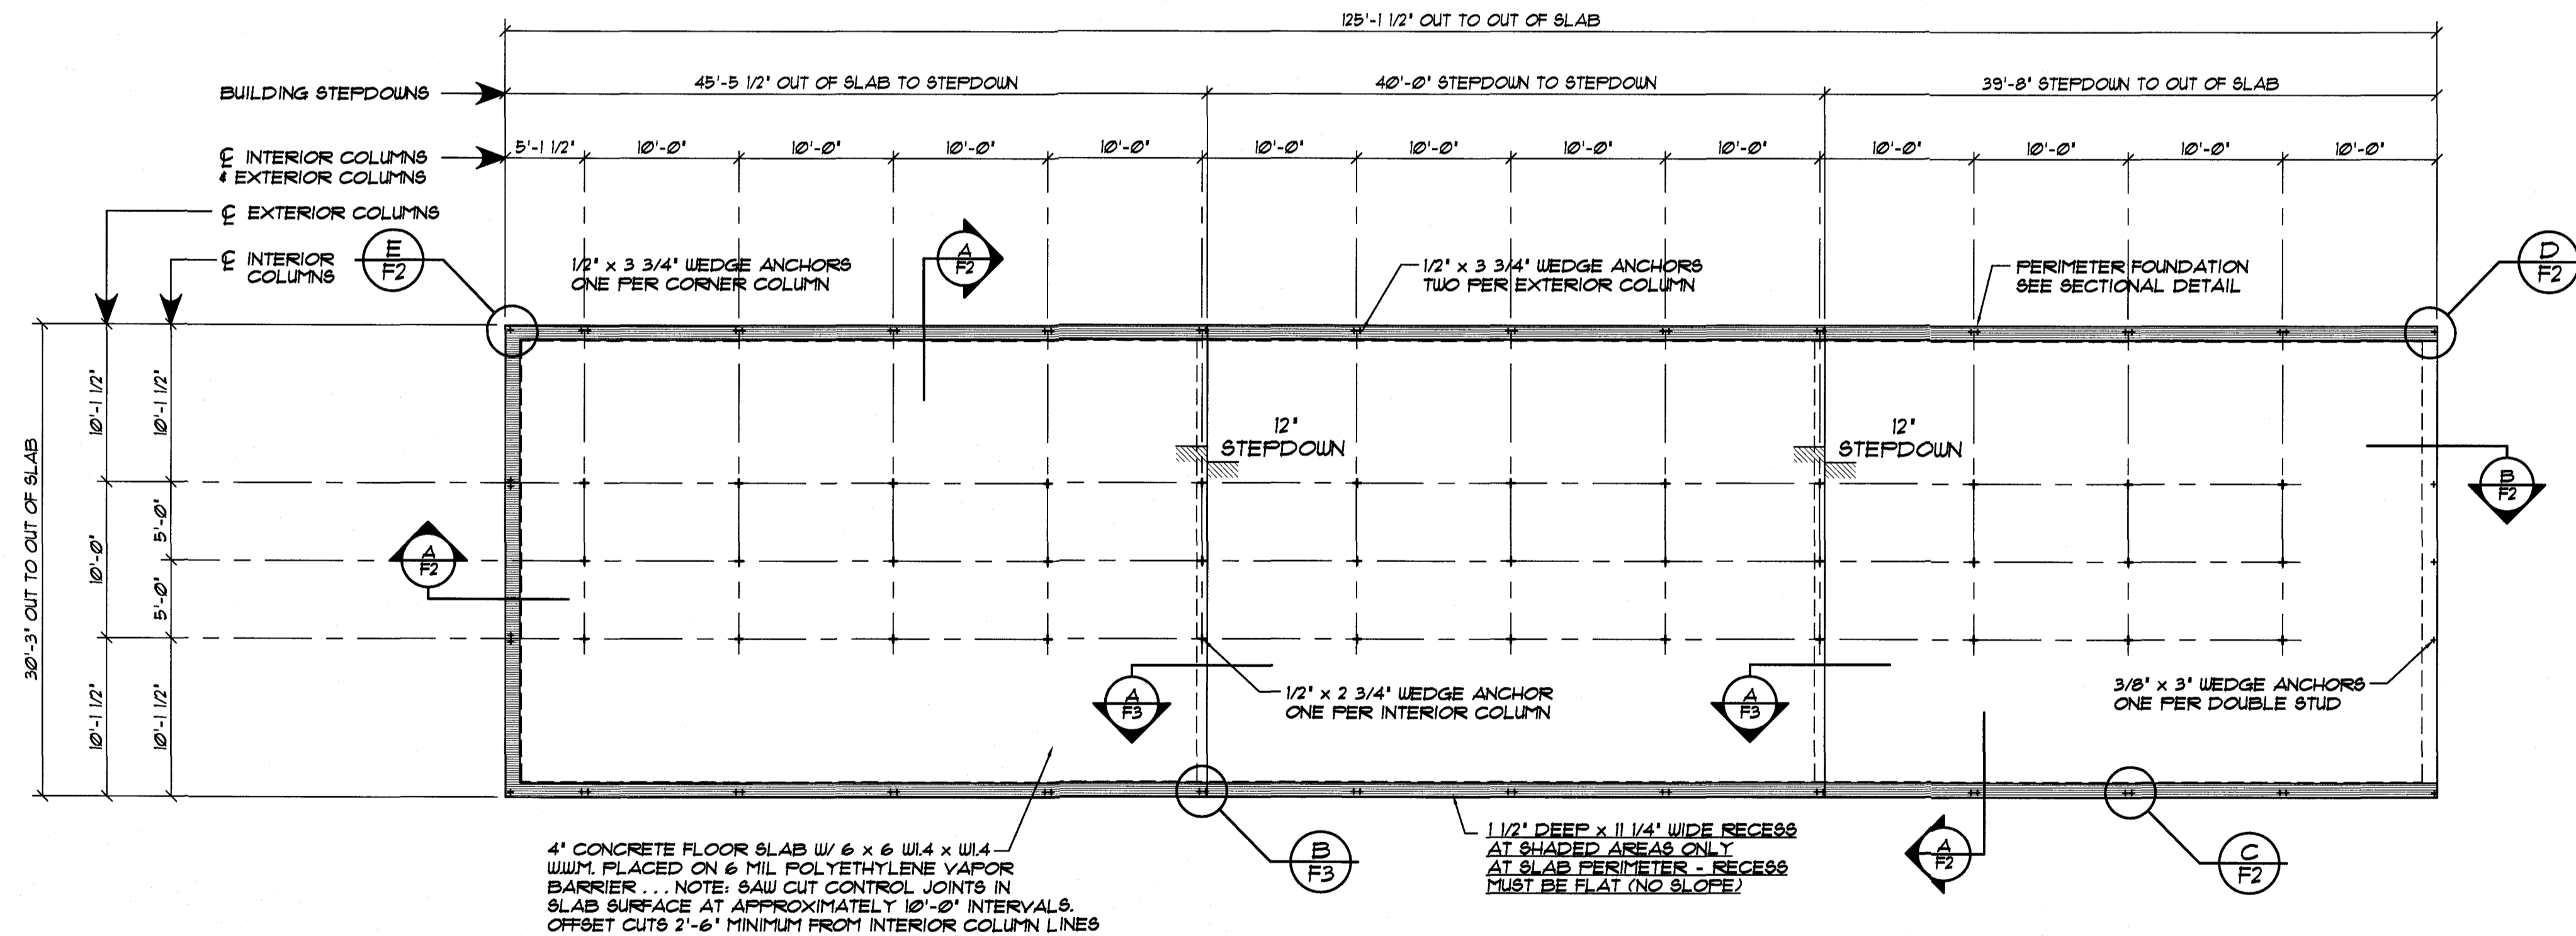 125'-1 1/2" OUT TO OUT OF SLAB
45'-5 1/2" OUT OF SLAB TO STEPDOWN
40'-0" STEPDOWN TO STEPDOWN
39'-8" STEPDOWN TO OUT OF SLAB
BUILDING STEPDOWNS
5'-1 1/2"
10'-0"
10'-0"
10'-0"
10'-0"
10'-0"
10'-0"
10'-0"
10'-0"
10'-0"
10'-0"
10'-0"
10'-0"
℄ INTERIOR COLUMNS
& EXTERIOR COLUMNS
℄ EXTERIOR COLUMNS
℄ INTERIOR
COLUMNS
E
F2
1/2" x 3 3/4" WEDGE ANCHORS
ONE PER CORNER COLUMN
A
F2
1/2" x 3 3/4" WEDGE ANCHORS
TWO PER EXTERIOR COLUMN
PERIMETER FOUNDATION
SEE SECTIONAL DETAIL
D
F2
30'-3" OUT TO OUT OF SLAB
10'-1 1/2"
10'-0"
10'-1 1/2"
10'-1 1/2"
5'-0"
5'-0"
10'-1 1/2"
12"
STEPDOWN
12"
STEPDOWN
B
F2
A
F2
A
F3
1/2" x 2 3/4" WEDGE ANCHOR
ONE PER INTERIOR COLUMN
A
F3
3/8" x 3" WEDGE ANCHORS
ONE PER DOUBLE STUD
4" CONCRETE FLOOR SLAB W/ 6 x 6 W1.4 x W1.4
W.W.M. PLACED ON 6 MIL POLYETHYLENE VAPOR
BARRIER ... NOTE: SAW CUT CONTROL JOINTS IN
SLAB SURFACE AT APPROXIMATELY 10'-0" INTERVALS.
OFFSET CUTS 2'-6" MINIMUM FROM INTERIOR COLUMN LINES
B
F3
1 1/2" DEEP x 11 1/4" WIDE RECESS
AT SHADED AREAS ONLY
AT SLAB PERIMETER - RECESS
MUST BE FLAT (NO SLOPE)
A
F2
C
F2